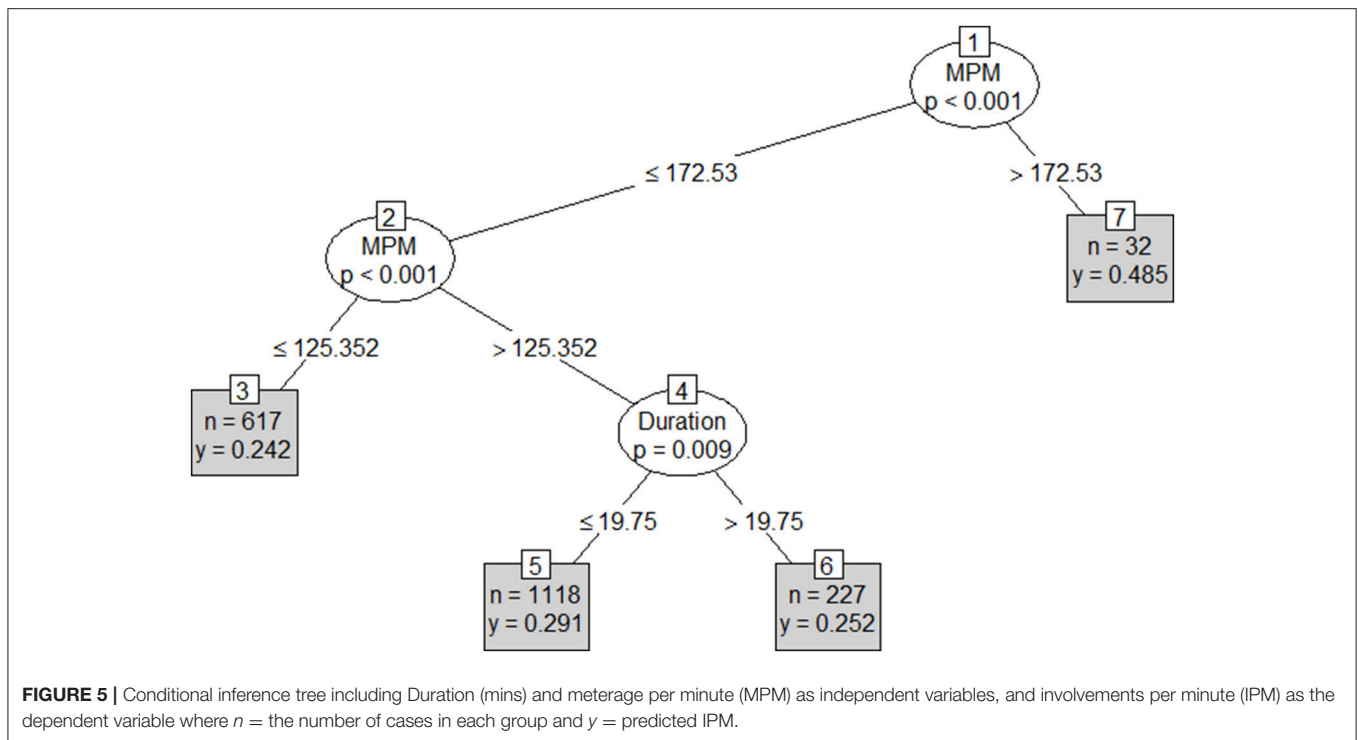 1
MPM
p < 0.001
≤ 172.53
> 172.53
2
MPM
p < 0.001
7
n = 32
y = 0.485
≤ 125.352
> 125.352
3
n = 617
y = 0.242
4
Duration
p = 0.009
≤ 19.75
> 19.75
5
n = 1118
y = 0.291
6
n = 227
y = 0.252
FIGURE 5 | Conditional inference tree including Duration (mins) and meterage per minute (MPM) as independent variables, and involvements per minute (IPM) as the
dependent variable where n = the number of cases in each group and y = predicted IPM.